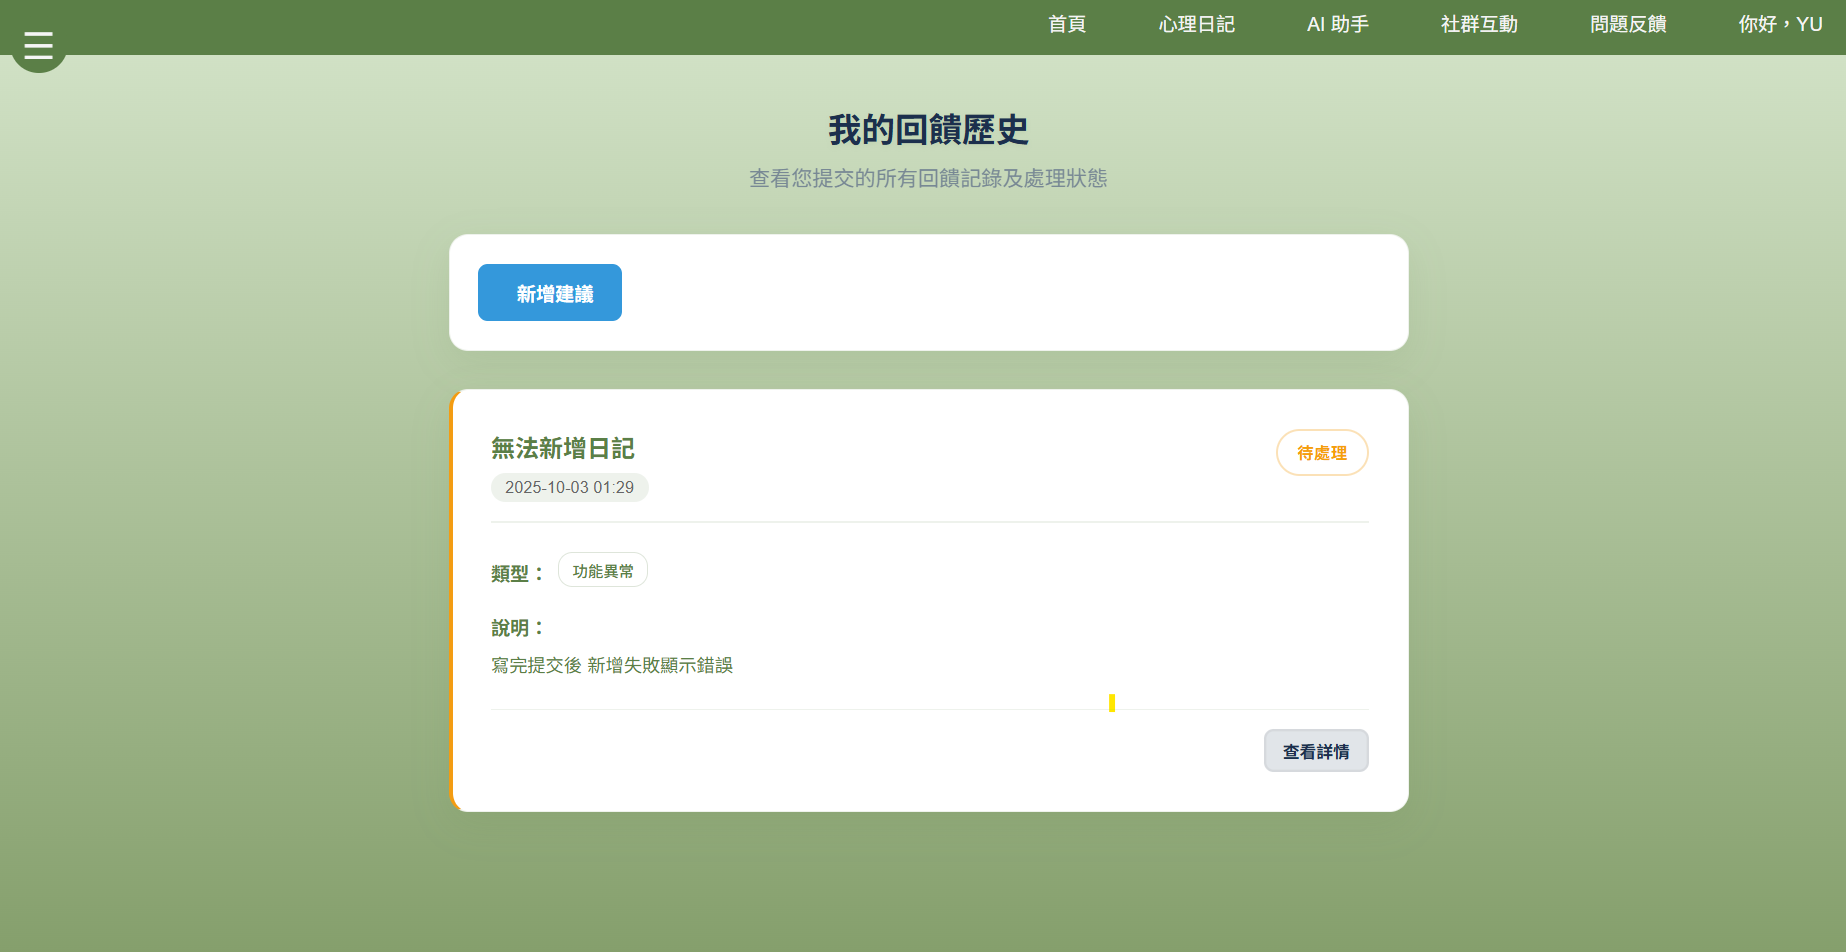 首頁 心理日記 AI 助手 社群互動 問題反饋 你好，YU
我的回饋歷史
查看您提交的所有回饋記錄及處理狀態
新增建議
無法新增日記
待處理
2025-10-03 01:29
類型： 功能異常
說明：
寫完提交後 新增失敗顯示錯誤
查看詳情